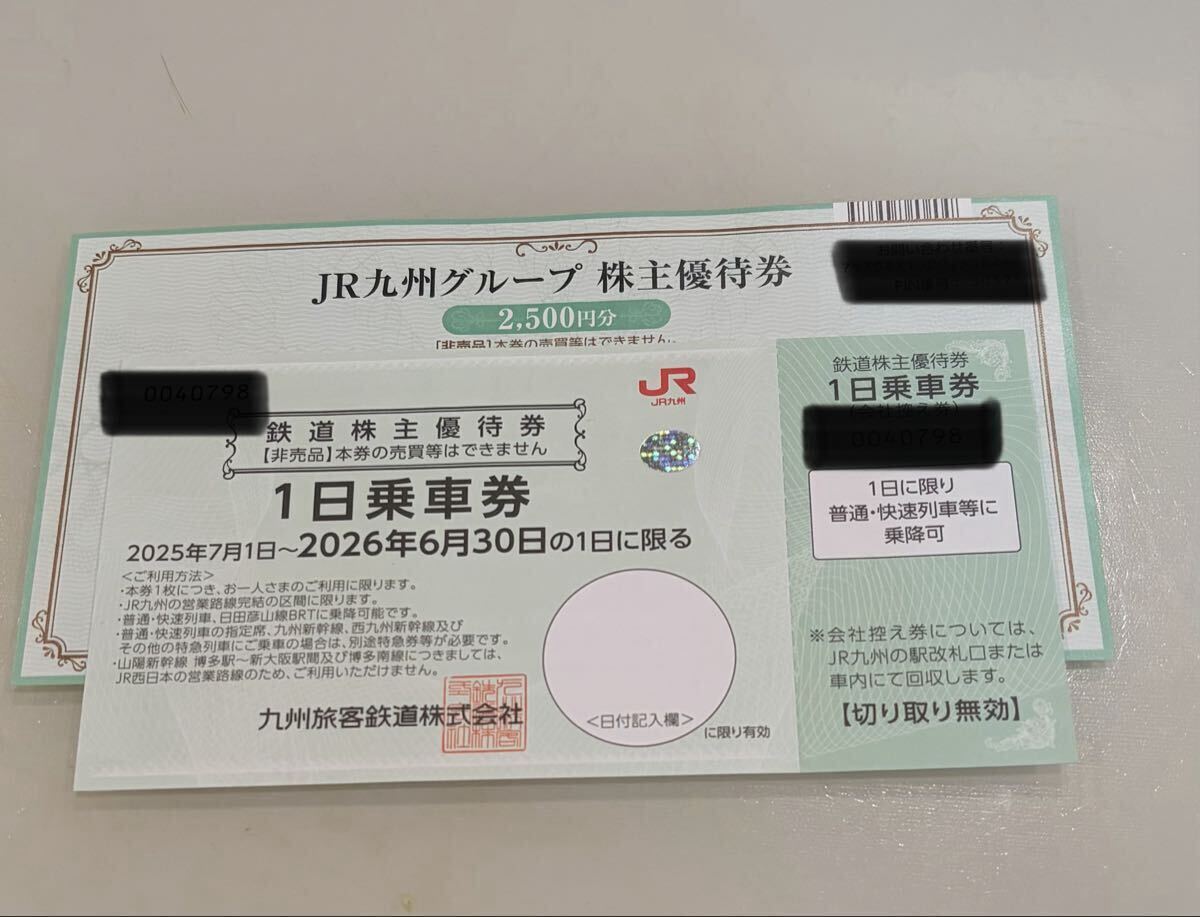 JR九州グループ 株主優待券
2,500円分
[非売品]本券の売買等はできません。
0040798
鉄道株主優待券
【非売品】本券の売買等はできません
1日乗車券
2025年7月1日～2026年6月30日の1日に限る
＜ご利用方法＞
・本券1枚につき、お一人さまのご利用に限ります。
・JR九州の営業路線完結の区間に限ります。
・普通・快速列車、日田彦山線BRTに乗降可能です。
・普通・快速列車の指定席、九州新幹線、西九州新幹線及び
その他の特急列車にご乗車の場合は、別途特急券等が必要です。
・山陽新幹線 博多駅～新大阪駅間及び博多南線につきましては、
JR西日本の営業路線のため、ご利用いただけません。
九州旅客鉄道株式会社
JR
JR九州
＜日付記入欄＞
に限り有効
鉄道株主優待券
1日乗車券
(会社控え券)
0040798
1日に限り
普通・快速列車等に
乗降可
※会社控え券については、
JR九州の駅改札口または
車内にて回収します。
【切り取り無効】